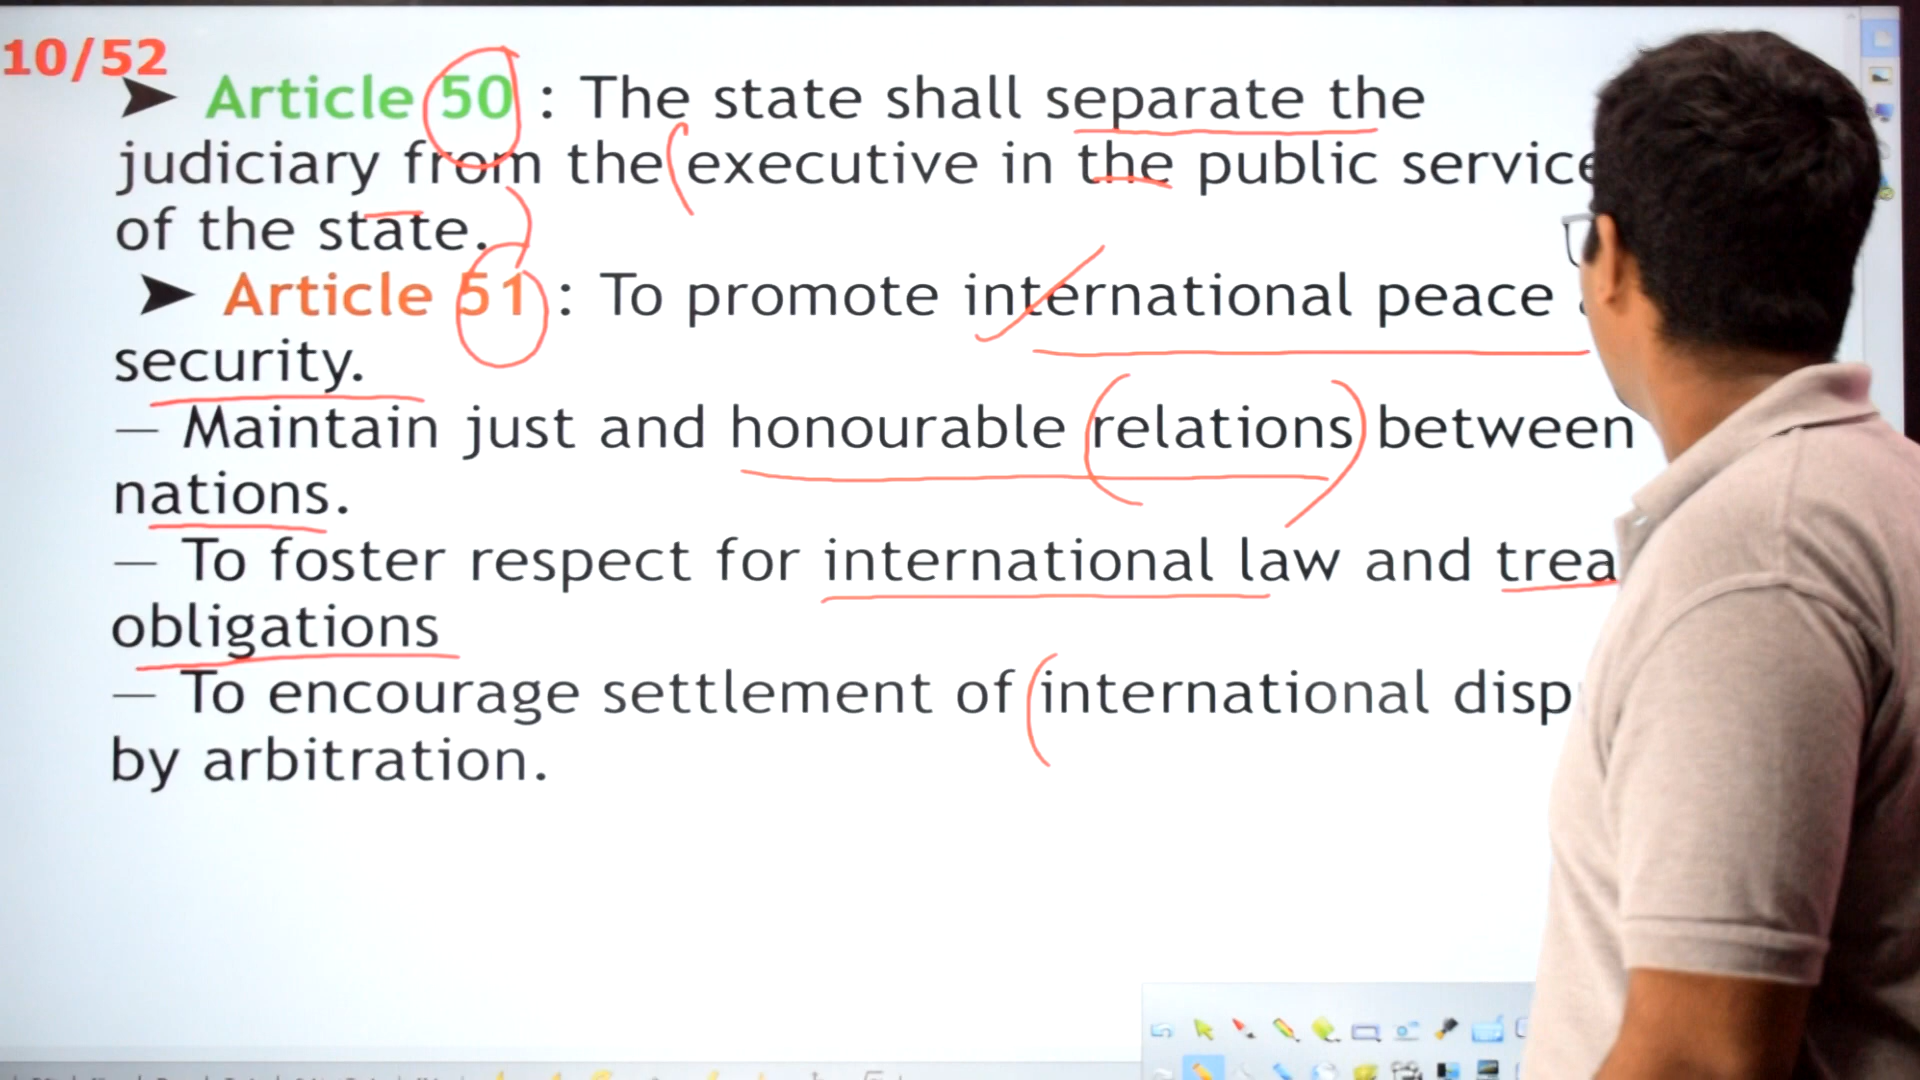 10/52
➤ Article 50 : The state shall separate the
judiciary from the executive in the public service
of the state.
➤ Article 51 : To promote international peace
security.
— Maintain just and honourable relations between
nations.
— To foster respect for international law and
obligations
— To encourage settlement of international
by arbitration.